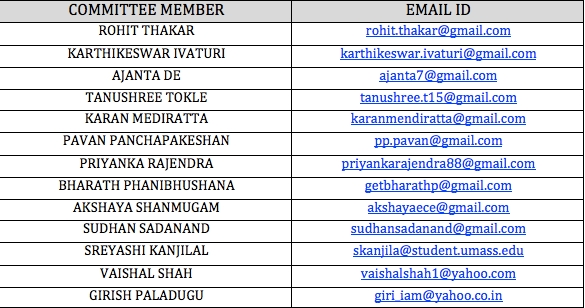 COMMITTEE MEMBER EMAIL ID
ROHIT THAKAR rohit.thakar@gmail.com
KARTHIKESWAR IVATURI karthikeswar.ivaturi@gmail.com
AJANTA DE ajanta7@gmail.com
TANUSHREE TOKLE tanushree.t15@gmail.com
KARAN MEDIRATTA karanmendiratta@gmail.com
PAVAN PANCHAPAKESHAN pp.pavan@gmail.com
PRIYANKA RAJENDRA priyankarajendra88@gmail.com
BHARATH PHANIBHUSHANA getbharathp@gmail.com
AKSHAYA SHANMUGAM akshayaece@gmail.com
SUDHAN SADANAND sudhansadanand@gmail.com
SREYASHI KANJILAL skanjila@student.umass.edu
VAISHAL SHAH vaishalshah1@yahoo.com
GIRISH PALADUGU giri_iam@yahoo.co.in